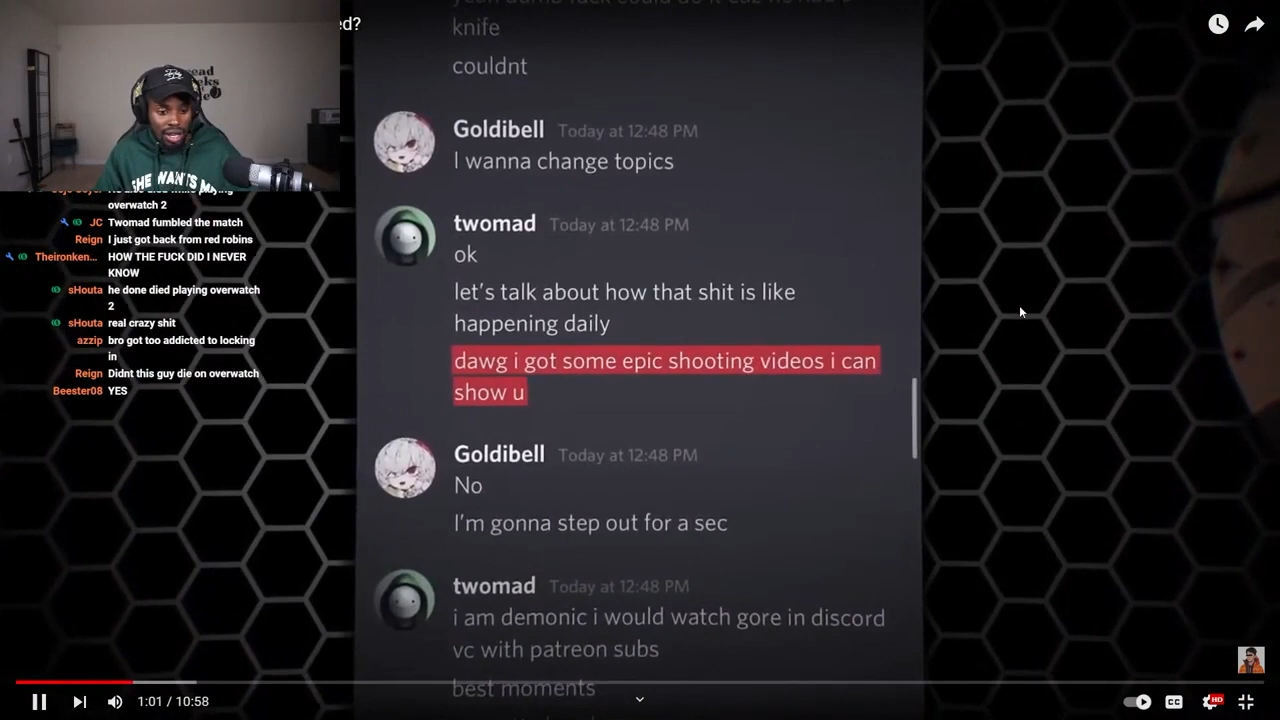 ed?
knife
couldnt
Goldibell Today at 12:48 PM
I wanna change topics
twomad Today at 12:48 PM
ok
let's talk about how that shit is like
happening daily
dawg i got some epic shooting videos i can
show u
Goldibell Today at 12:48 PM
No
I'm gonna step out for a sec
twomad Today at 12:48 PM
i am demonic i would watch gore in discord
vc with patreon subs
best moments
SHE WANTS M
overwatch 2
JC Twomad fumbled the match
Reign I just got back from red robins
Theironken... HOW THE FUCK DID I NEVER
KNOW
sHouta he done died playing overwatch
2
sHouta real crazy shit
azzip bro got too addicted to locking
in
Reign Didnt this guy die on overwatch
Beester08 YES
1:01 / 10:58
CC
HD